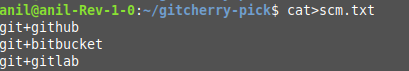 anil@anil-Rev-1-0:~/gitcherry-pick$ cat>scm.txt
git+github
git+bitbucket
git+gitlab